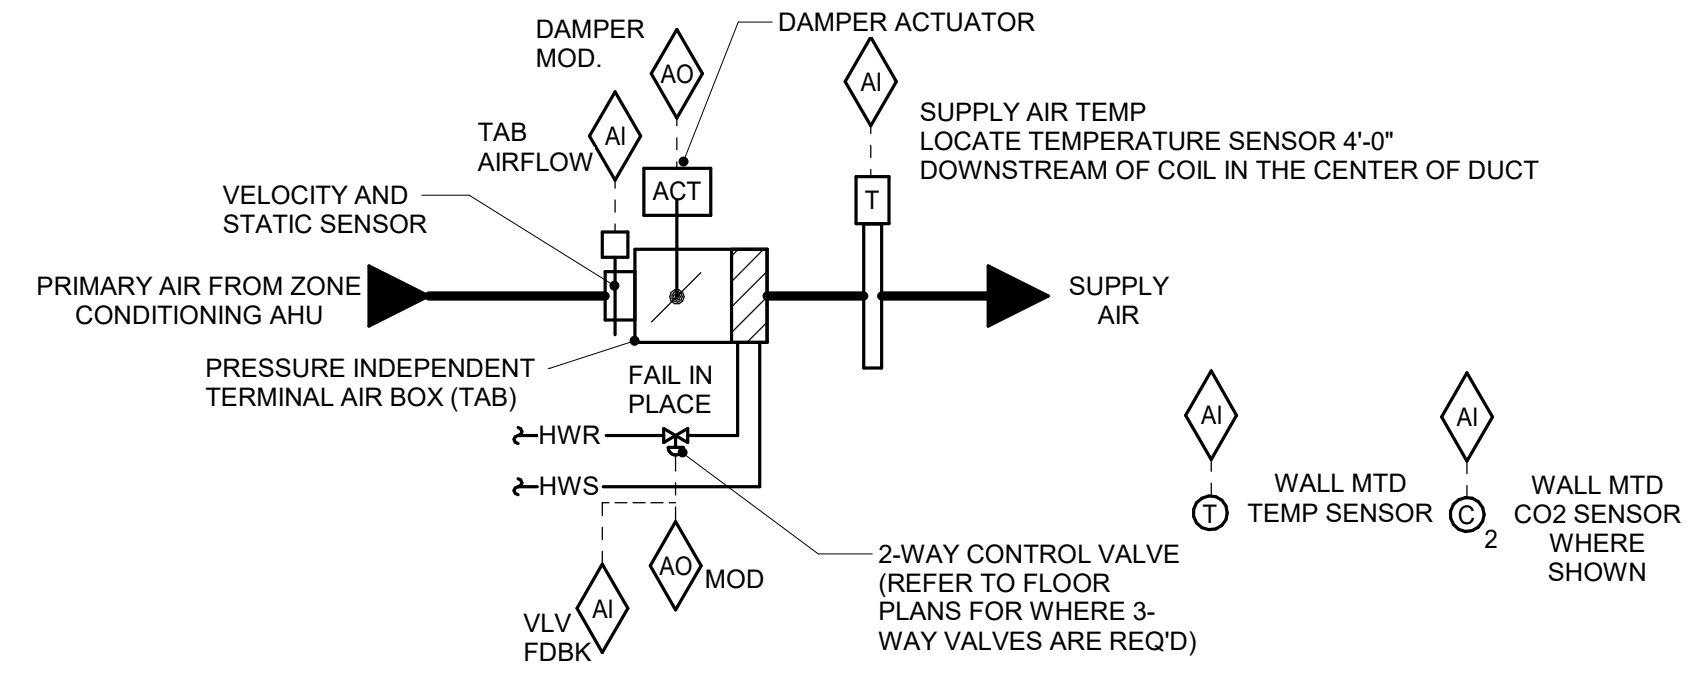 DAMPER
MOD.
AO
DAMPER ACTUATOR
AI
SUPPLY AIR TEMP
LOCATE TEMPERATURE SENSOR 4'-0"
DOWNSTREAM OF COIL IN THE CENTER OF DUCT
TAB
AIRFLOW
AI
ACT
T
VELOCITY AND
STATIC SENSOR
PRIMARY AIR FROM ZONE
CONDITIONING AHU
SUPPLY
AIR
PRESSURE INDEPENDENT
TERMINAL AIR BOX (TAB)
FAIL IN
PLACE
HWR
HWS
AO
MOD
VLV
FDBK
AI
2-WAY CONTROL VALVE
(REFER TO FLOOR
PLANS FOR WHERE 3-
WAY VALVES ARE REQ'D)
AI
T
WALL MTD
TEMP SENSOR
AI
C
2
WALL MTD
CO2 SENSOR
WHERE
SHOWN